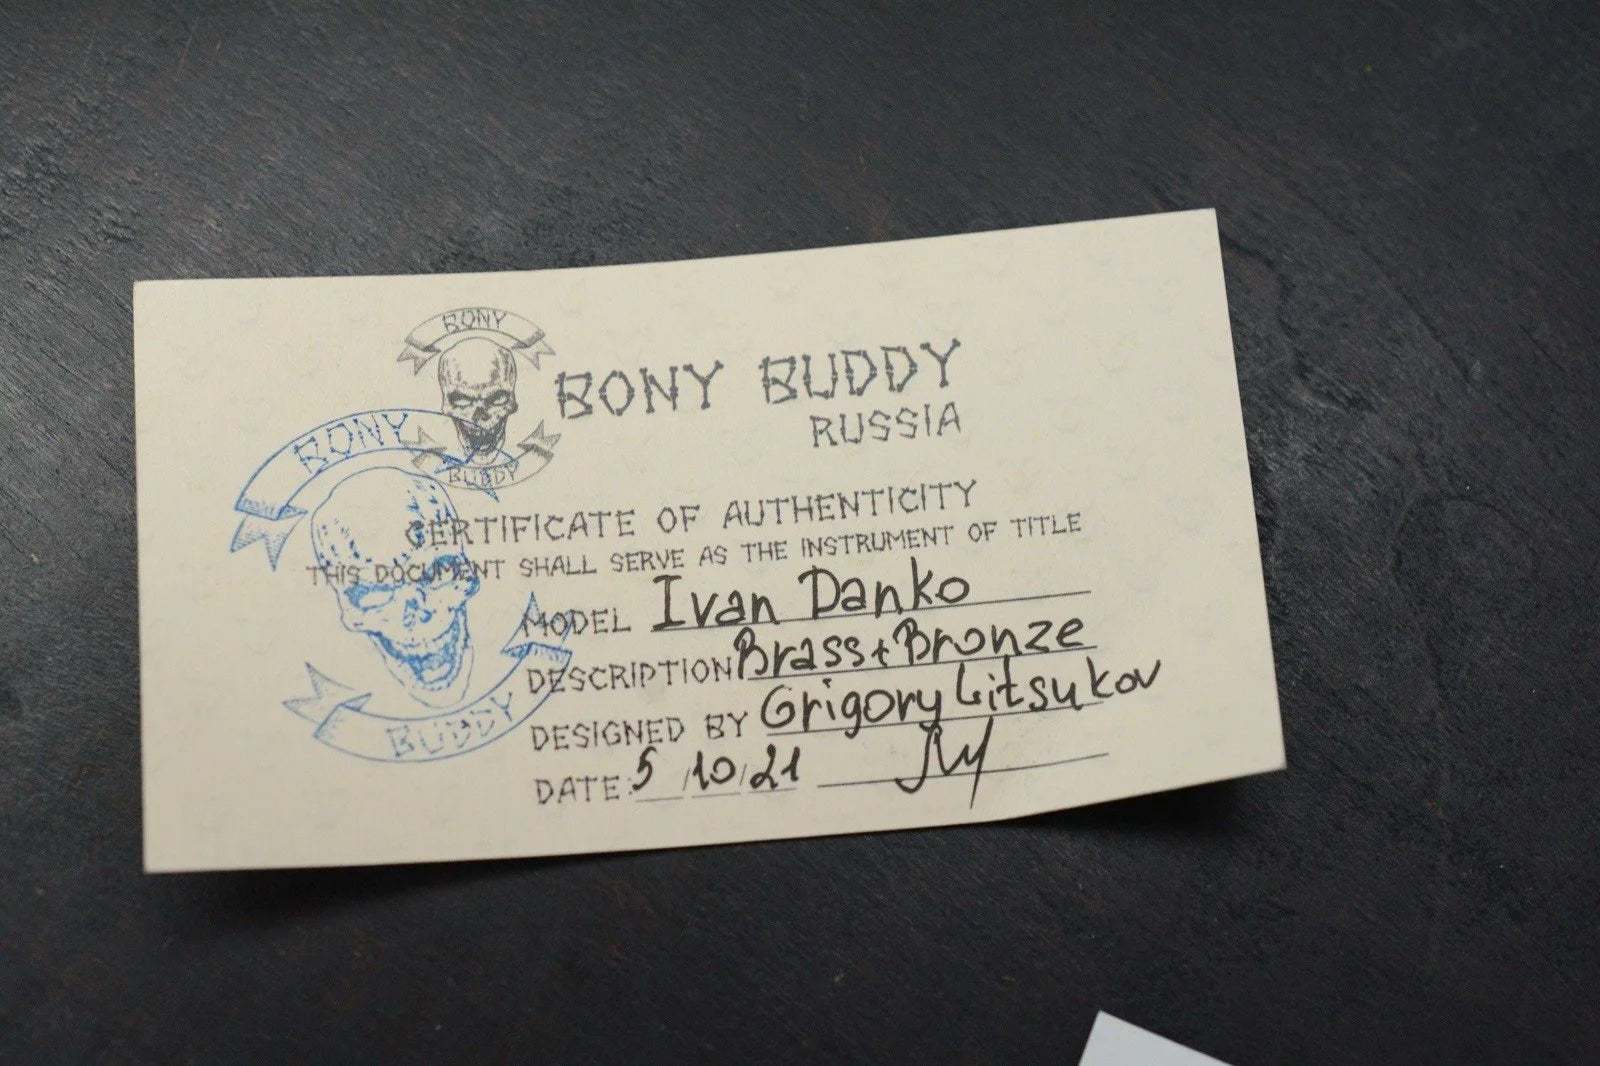 BONY
BUDDY
BONY BUDDY
RUSSIA
BONY
BUDDY
CERTIFICATE OF AUTHENTICITY
THIS DOCUMENT SHALL SERVE AS THE INSTRUMENT OF TITLE
MODEL Ivan Danko
DESCRIPTION Brass + Bronze
DESIGNED BY Grigory Litsukov
DATE: 5 /10/21